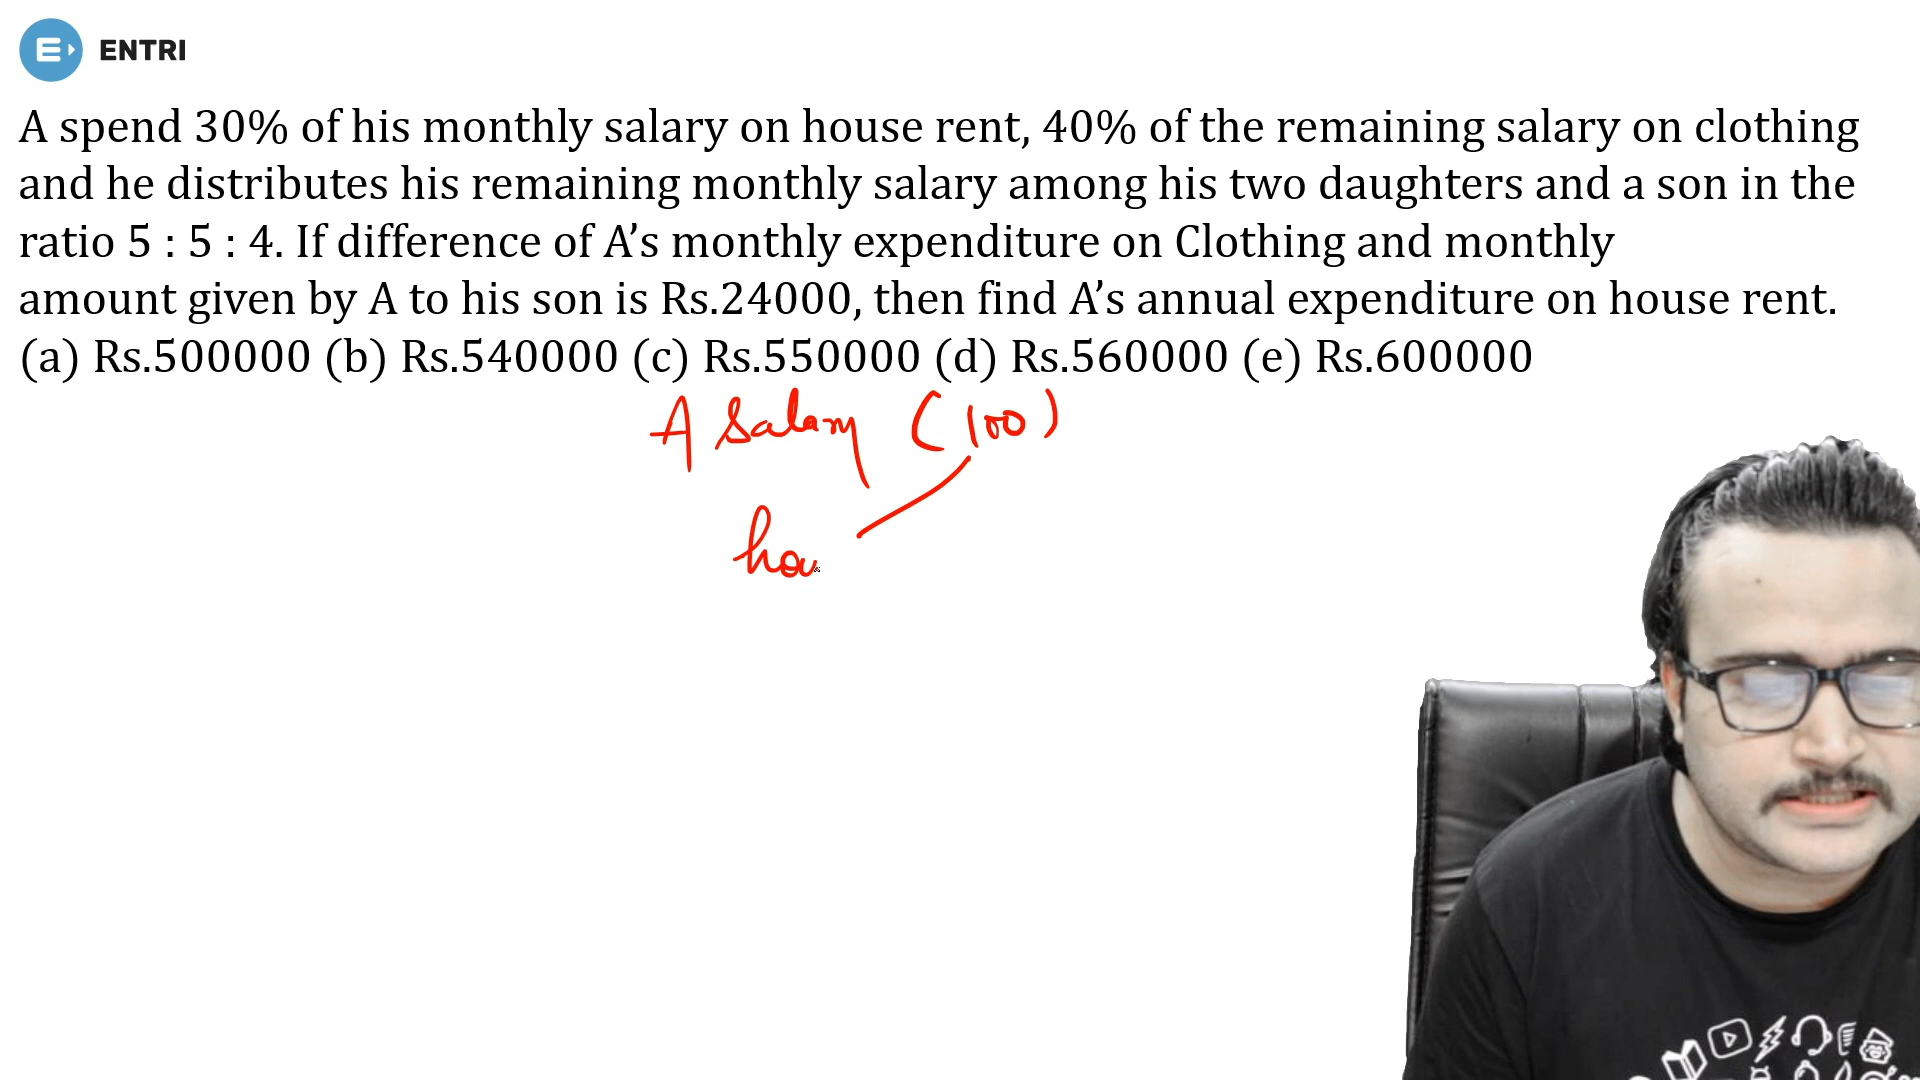 ENTRI
A spend 30% of his monthly salary on house rent, 40% of the remaining salary on clothing
and he distributes his remaining monthly salary among his two daughters and a son in the
ratio 5 : 5 : 4. If difference of A’s monthly expenditure on Clothing and monthly
amount given by A to his son is Rs.24000, then find A’s annual expenditure on house rent.
(a) Rs.500000 (b) Rs.540000 (c) Rs.550000 (d) Rs.560000 (e) Rs.600000
A Salary (100)
hou